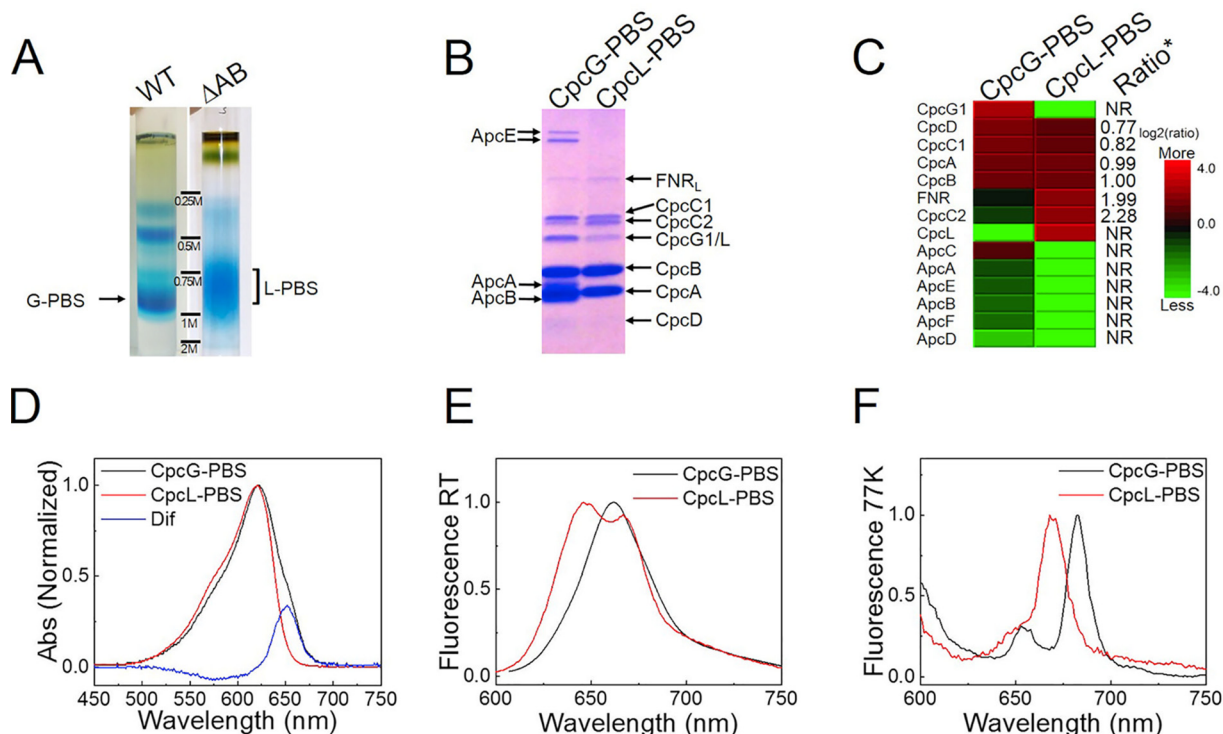 A
WT
ΔAB
0.25M
0.5M
0.75M
1M
2M
G-PBS
L-PBS
B
CpcG-PBS
CpcL-PBS
ApcE
FNRL
CpcC1
CpcC2
CpcG1/L
CpcB
ApcA
CpcA
ApcB
CpcD
C
CpcG-PBS
CpcL-PBS
Ratio*
CpcG1 NR
CpcD 0.77
CpcC1 0.82
CpcA 0.99
CpcB 1.00
FNR 1.99
CpcC2 2.28
CpcL NR
ApcC NR
ApcA NR
ApcE NR
ApcB NR
ApcF NR
ApcD NR
log2(ratio)
More
4.0
2.0
0.0
-2.0
-4.0
Less
D
CpcG-PBS
CpcL-PBS
Dif
Abs (Normalized)
1.0
0.5
0.0
450 500 550 600 650 700 750
Wavelength (nm)
E
CpcG-PBS
CpcL-PBS
Fluorescence RT
1.0
0.5
0.0
600 650 700 750
Wavelength (nm)
F
CpcG-PBS
CpcL-PBS
Fluorescence 77K
1.0
0.5
0.0
600 650 700 750
Wavelength (nm)